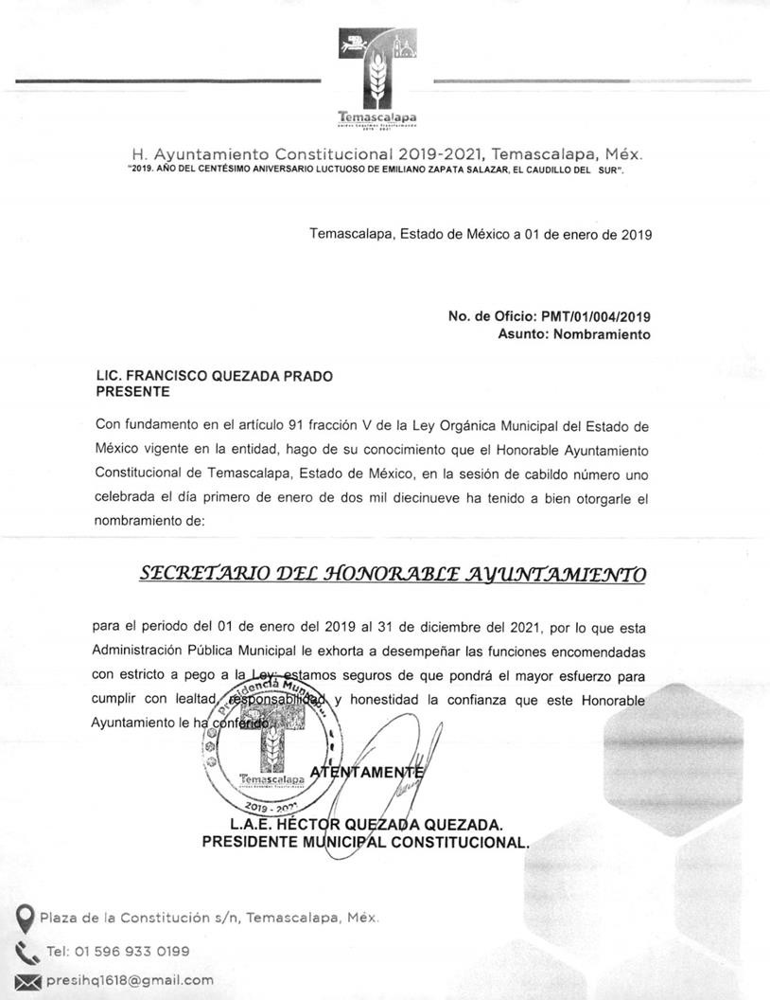 Temascalapa
2019 - 2021
H. Ayuntamiento Constitucional 2019-2021, Temascalapa, Méx.
"2019. AÑO DEL CENTÉSIMO ANIVERSARIO LUCTUOSO DE EMILIANO ZAPATA SALAZAR, EL CAUDILLO DEL SUR".
Temascalapa, Estado de México a 01 de enero de 2019
No. de Oficio: PMT/01/004/2019
Asunto: Nombramiento
LIC. FRANCISCO QUEZADA PRADO
PRESENTE
Con fundamento en el artículo 91 fracción V de la Ley Orgánica Municipal del Estado de
México vigente en la entidad, hago de su conocimiento que el Honorable Ayuntamiento
Constitucional de Temascalapa, Estado de México, en la sesión de cabildo número uno
celebrada el día primero de enero de dos mil diecinueve ha tenido a bien otorgarle el
nombramiento de:
SECRETARIO DEL HONORABLE AYUNTAMIENTO
para el periodo del 01 de enero del 2019 al 31 de diciembre del 2021, por lo que esta
Administración Pública Municipal le exhorta a desempeñar las funciones encomendadas
con estricto a pego a la Ley; estamos seguros de que pondrá el mayor esfuerzo para
cumplir con lealtad, responsabilidad y honestidad la confianza que este Honorable
Ayuntamiento le ha conferido.
Presidencia
Temascalapa
2019 - 2021
ATENTAMENTE
L.A.E. HÉCTOR QUEZADA QUEZADA.
PRESIDENTE MUNICIPAL CONSTITUCIONAL.
Plaza de la Constitución s/n, Temascalapa, Méx.
Tel: 01 596 933 0199
presihq1618@gmail.com